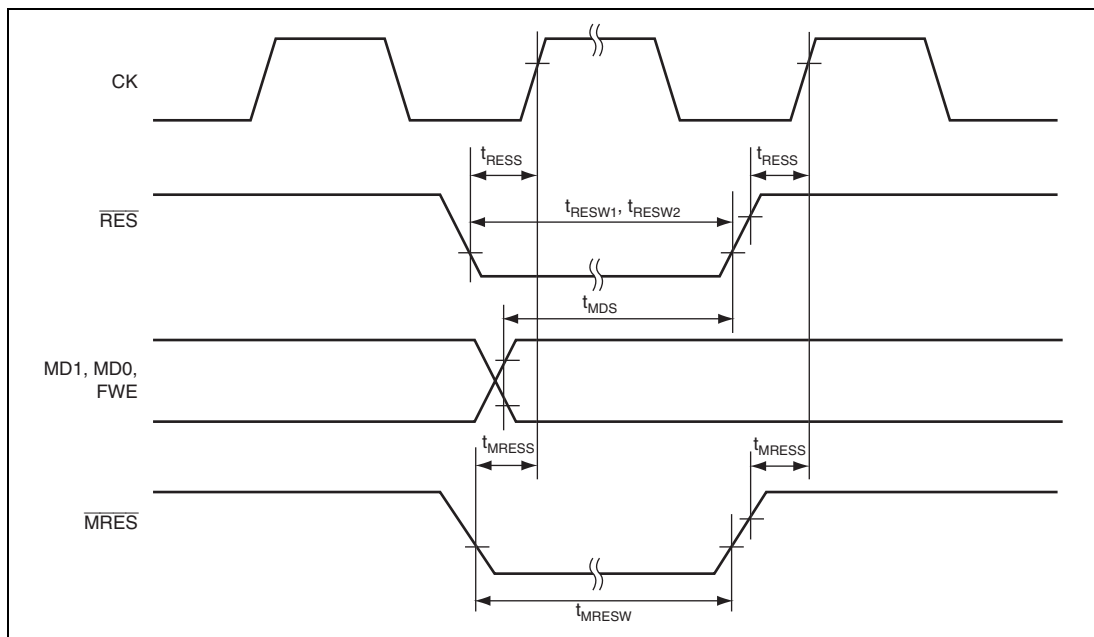 CK
tRESS
tRESS
RES
tRESW1, tRESW2
tMDS
MD1, MD0,
FWE
tMRESS
tMRESS
MRES
tMRESW